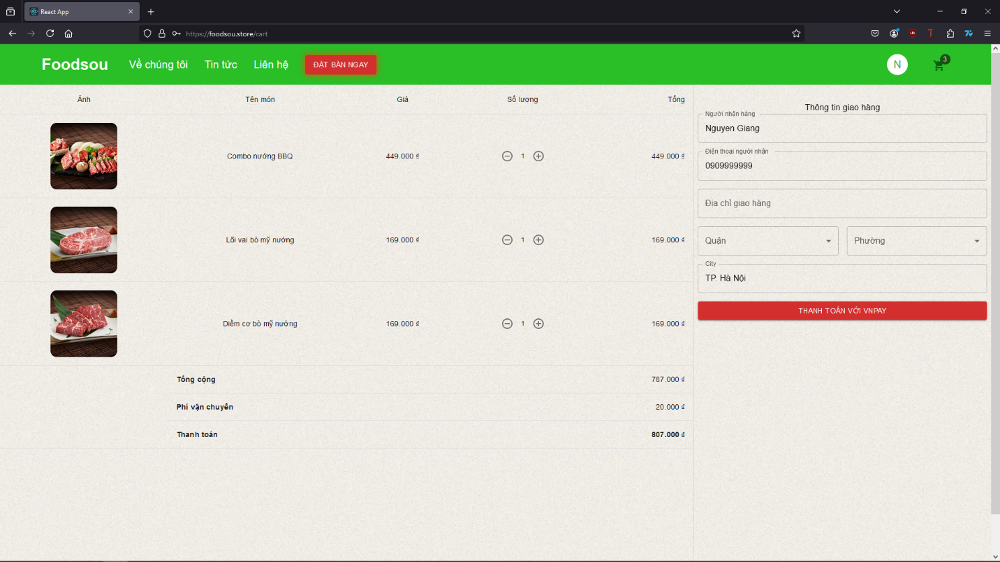 React App
https://foodsou.store/cart
Foodsou Về chúng tôi Tin tức Liên hệ ĐẶT BÀN NGAY N 3
Ảnh Tên món Giá Số lượng Tổng
Combo nướng BBQ 449.000 ₫ 1 449.000 ₫
Lõi vai bò mỹ nướng 169.000 ₫ 1 169.000 ₫
Diềm cơ bò mỹ nướng 169.000 ₫ 1 169.000 ₫
Tổng cộng 787.000 ₫
Phí vận chuyển 20.000 ₫
Thanh toán 807.000 ₫
Thông tin giao hàng
Người nhận hàng
Nguyen Giang
Điện thoại người nhận
0909999999
Địa chỉ giao hàng
Quận Phường
City
TP. Hà Nội
THANH TOÁN VỚI VNPAY